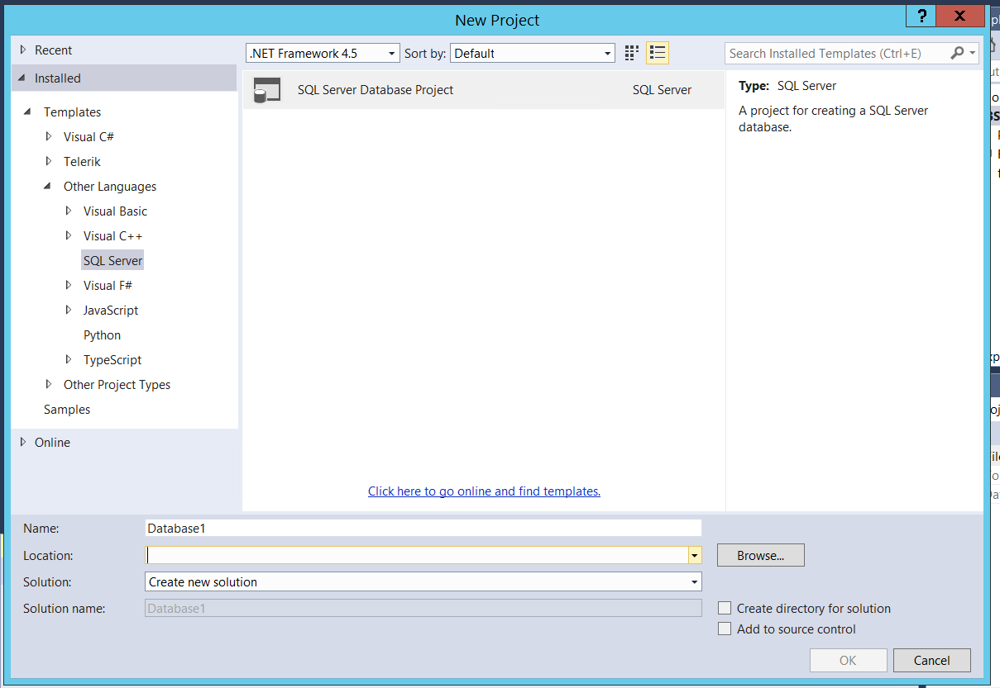 New Project
?
X
Recent
Installed
Templates
Visual C#
Telerik
Other Languages
Visual Basic
Visual C++
SQL Server
Visual F#
JavaScript
Python
TypeScript
Other Project Types
Samples
Online
.NET Framework 4.5 Sort by: Default
Search Installed Templates (Ctrl+E)
SQL Server Database Project SQL Server
Click here to go online and find templates.
Type: SQL Server
A project for creating a SQL Server
database.
Name: Database1
Location: Browse...
Solution: Create new solution
Solution name: Database1
Create directory for solution
Add to source control
OK Cancel